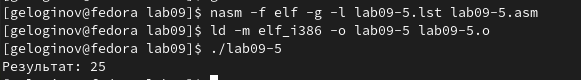 [geloginov@fedora lab09]$ nasm -f elf -g -l lab09-5.lst lab09-5.asm
[geloginov@fedora lab09]$ ld -m elf_i386 -o lab09-5 lab09-5.o
[geloginov@fedora lab09]$ ./lab09-5
Результат: 25